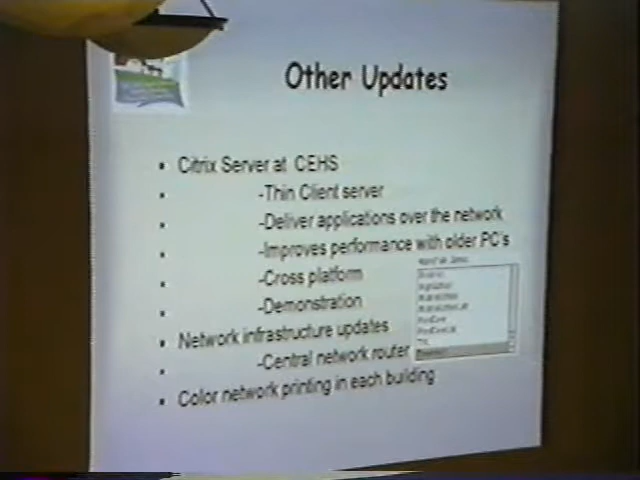 Other Updates
Citrix Server at CEHS
-Thin Client server
-Deliver applications over the network
-Improves performance with older PC's
-Cross platform
-Demonstration
Network infrastructure updates
-Central network router
Color network printing in each building